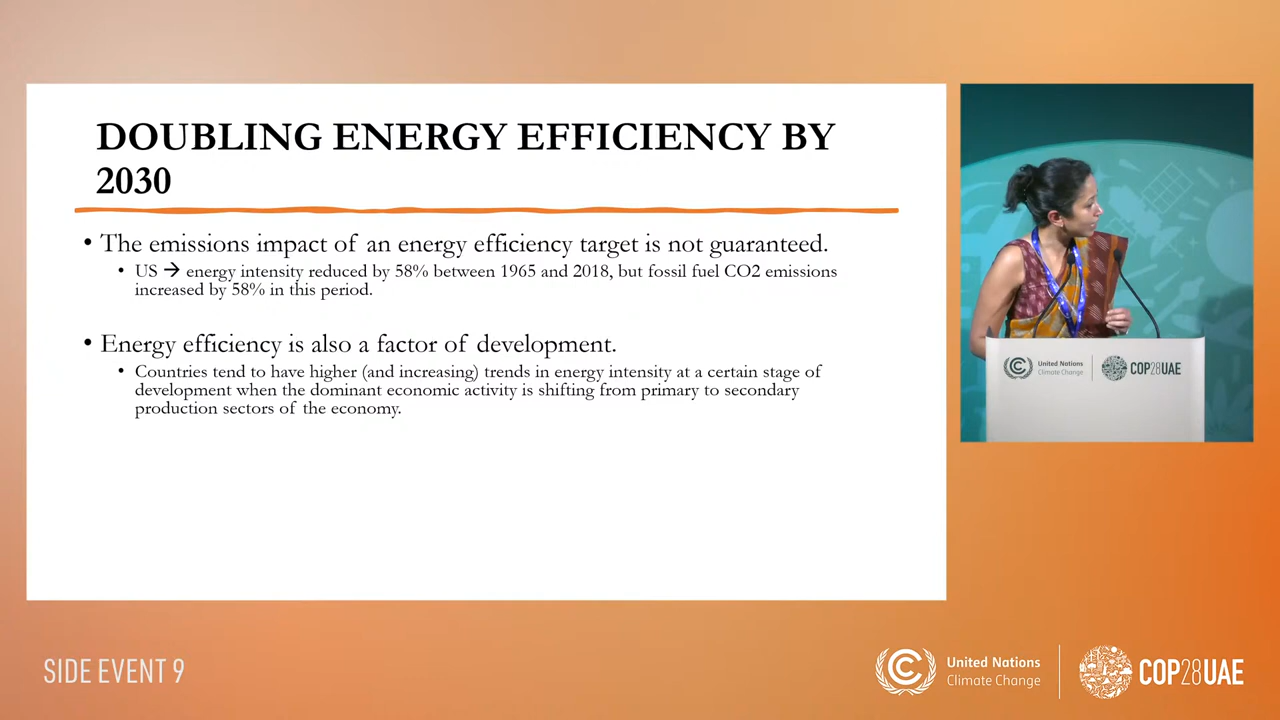 DOUBLING ENERGY EFFICIENCY BY
2030
• The emissions impact of an energy efficiency target is not guaranteed.
• US → energy intensity reduced by 58% between 1965 and 2018, but fossil fuel CO2 emissions
increased by 58% in this period.
• Energy efficiency is also a factor of development.
• Countries tend to have higher (and increasing) trends in energy intensity at a certain stage of
development when the dominant economic activity is shifting from primary to secondary
production sectors of the economy.
United Nations
Climate Change
COP28UAE
SIDE EVENT 9
United Nations
Climate Change
COP28UAE